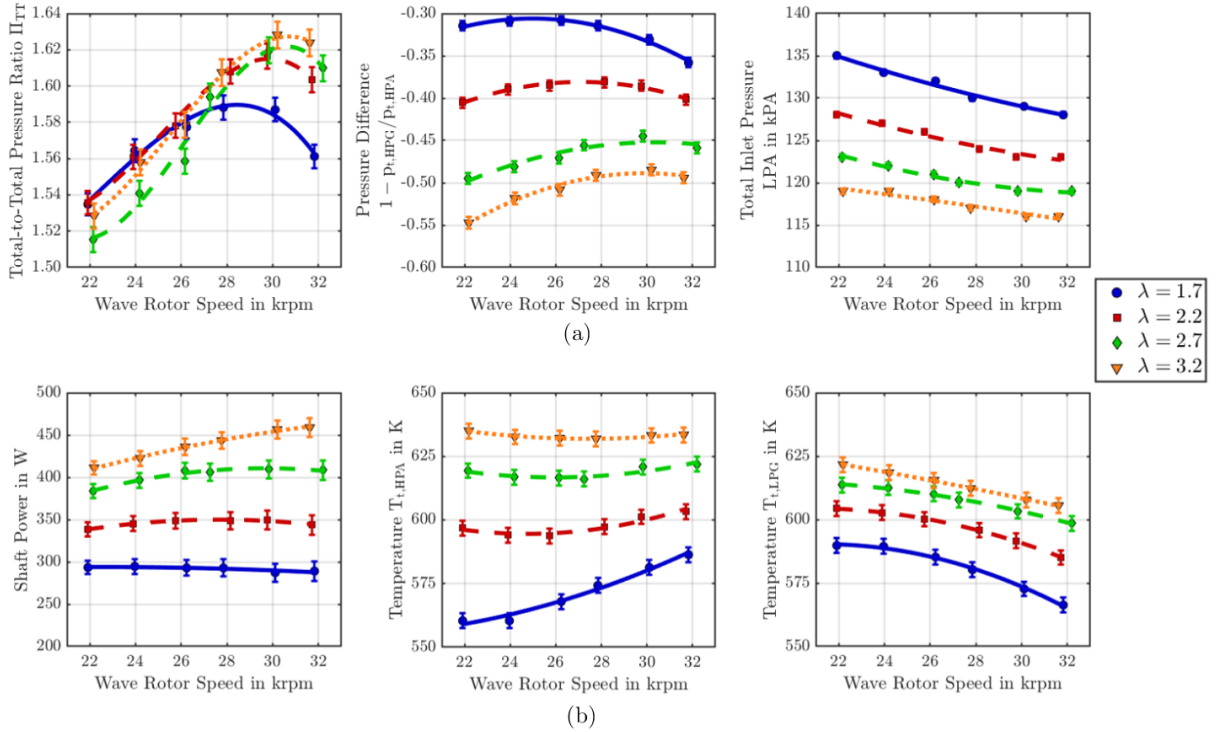 Total-to-Total Pressure Ratio Π_TT
1.64
1.62
1.60
1.58
1.56
1.54
1.52
1.50
22 24 26 28 30 32
Wave Rotor Speed in krpm
Pressure Difference
1 − p_t,HPG/p_t,HPA
-0.30
-0.35
-0.40
-0.45
-0.50
-0.55
-0.60
22 24 26 28 30 32
Wave Rotor Speed in krpm
Total Inlet Pressure
LPA in kPA
140
135
130
125
120
115
110
22 24 26 28 30 32
Wave Rotor Speed in krpm
(a)
λ = 1.7
λ = 2.2
λ = 2.7
λ = 3.2
Shaft Power in W
500
450
400
350
300
250
200
22 24 26 28 30 32
Wave Rotor Speed in krpm
Temperature T_t,HPA in K
650
625
600
575
550
22 24 26 28 30 32
Wave Rotor Speed in krpm
Temperature T_t,LPG in K
650
625
600
575
550
22 24 26 28 30 32
Wave Rotor Speed in krpm
(b)